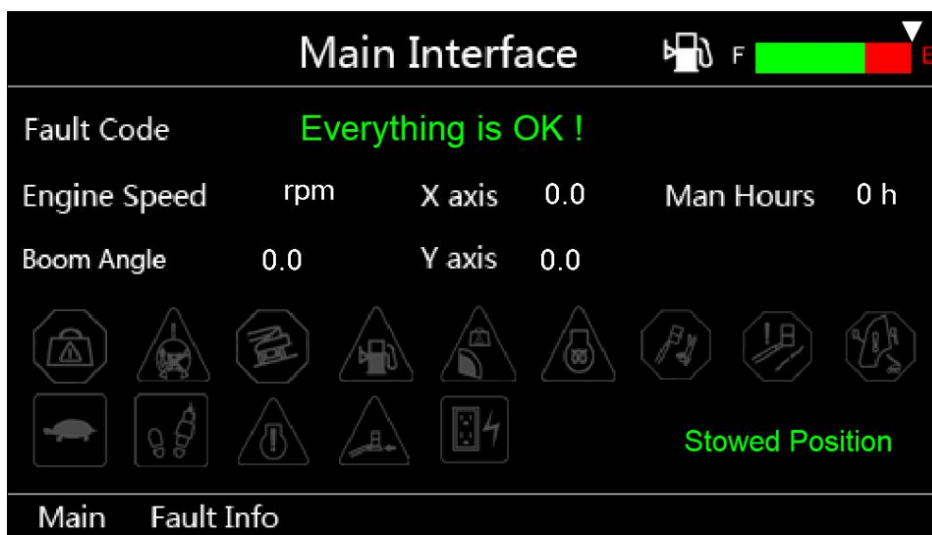 Main Interface F E
Fault Code Everything is OK !
Engine Speed rpm X axis 0.0 Man Hours 0 h
Boom Angle 0.0 Y axis 0.0
Stowed Position
Main Fault Info